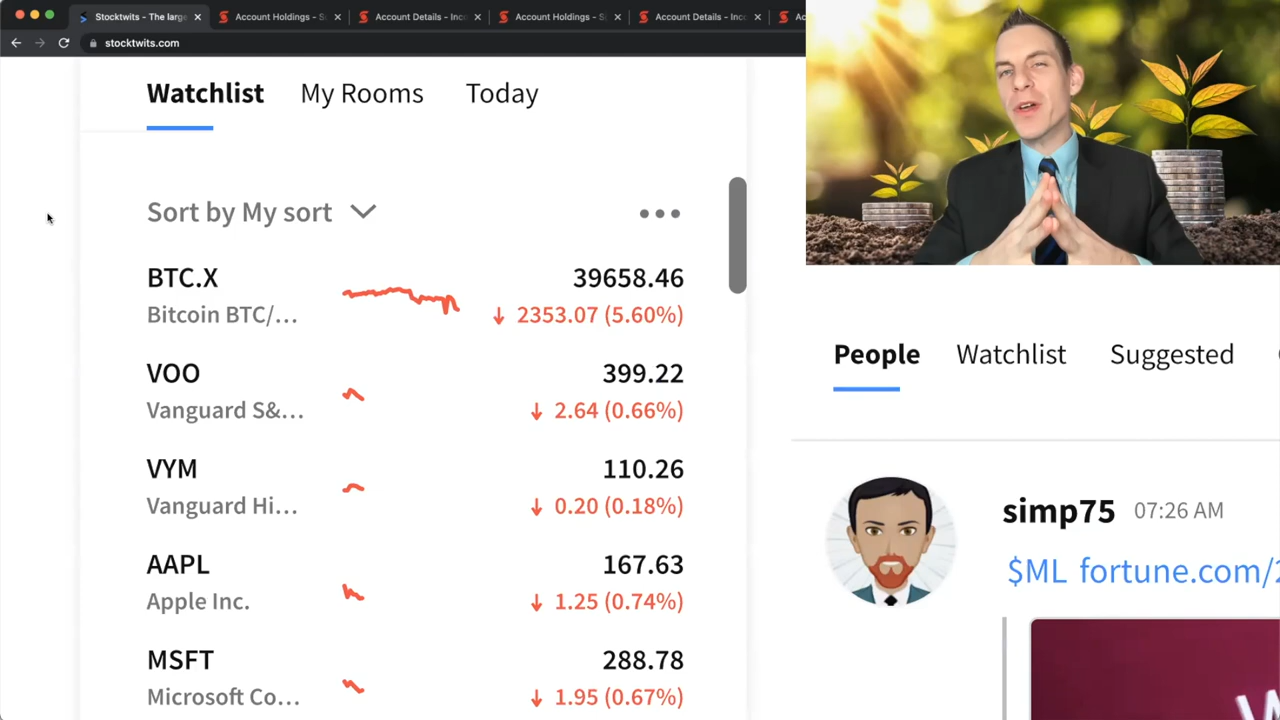 Stocktwits - The larg
Account Holdings - S
Account Details - Inc
Account Holdings - S
Account Details - Inc
stocktwits.com
Watchlist
My Rooms
Today
Sort by My sort
BTC.X
39658.46
Bitcoin BTC/...
↓ 2353.07 (5.60%)
VOO
399.22
Vanguard S&...
↓ 2.64 (0.66%)
VYM
110.26
Vanguard Hi...
↓ 0.20 (0.18%)
AAPL
167.63
Apple Inc.
↓ 1.25 (0.74%)
MSFT
288.78
Microsoft Co...
↓ 1.95 (0.67%)
People
Watchlist
Suggested
simp75 07:26 AM
$ML fortune.com/